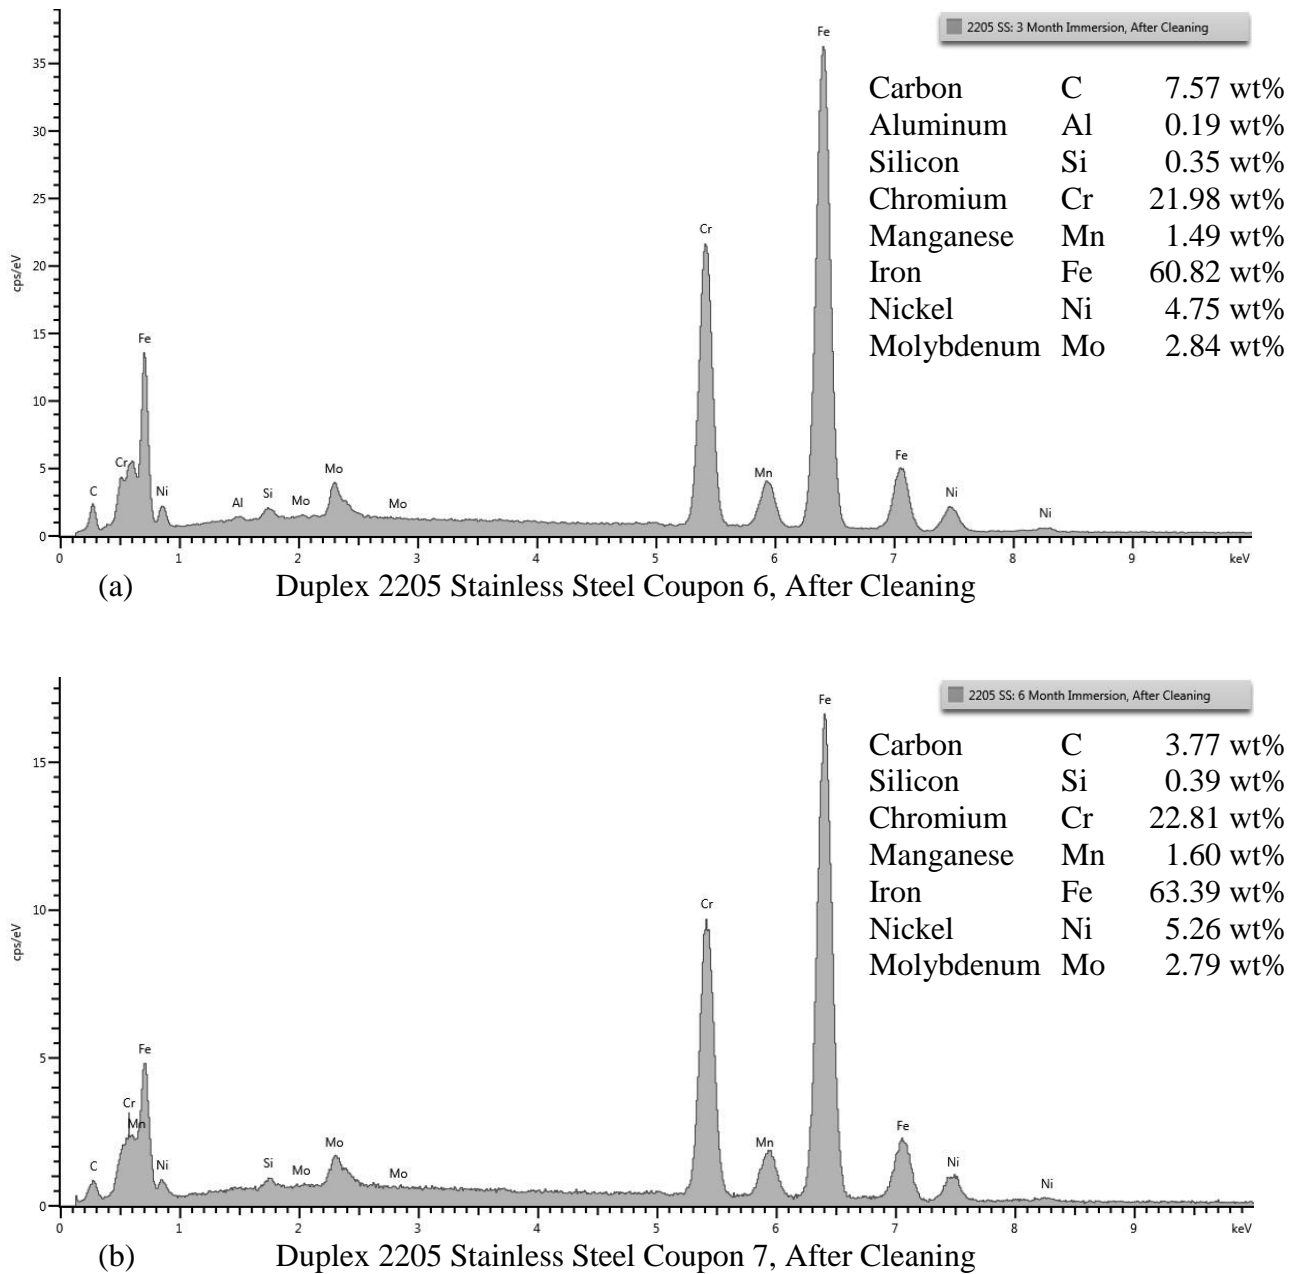 2205 SS: 3 Month Immersion, After Cleaning
Carbon C 7.57 wt%
Aluminum Al 0.19 wt%
Silicon Si 0.35 wt%
Chromium Cr 21.98 wt%
Manganese Mn 1.49 wt%
Iron Fe 60.82 wt%
Nickel Ni 4.75 wt%
Molybdenum Mo 2.84 wt%
cps/eV
35
30
25
20
15
10
5
0
C Cr Fe Ni Al Si Mo Mo Mo Cr Mn Fe Fe Ni Ni
0 1 2 3 4 5 6 7 8 9 keV
(a) Duplex 2205 Stainless Steel Coupon 6, After Cleaning
2205 SS: 6 Month Immersion, After Cleaning
Carbon C 3.77 wt%
Silicon Si 0.39 wt%
Chromium Cr 22.81 wt%
Manganese Mn 1.60 wt%
Iron Fe 63.39 wt%
Nickel Ni 5.26 wt%
Molybdenum Mo 2.79 wt%
cps/eV
15
10
5
0
C Cr Mn Fe Ni Si Mo Mo Mo Cr Mn Fe Fe Ni Ni
0 1 2 3 4 5 6 7 8 9 keV
(b) Duplex 2205 Stainless Steel Coupon 7, After Cleaning